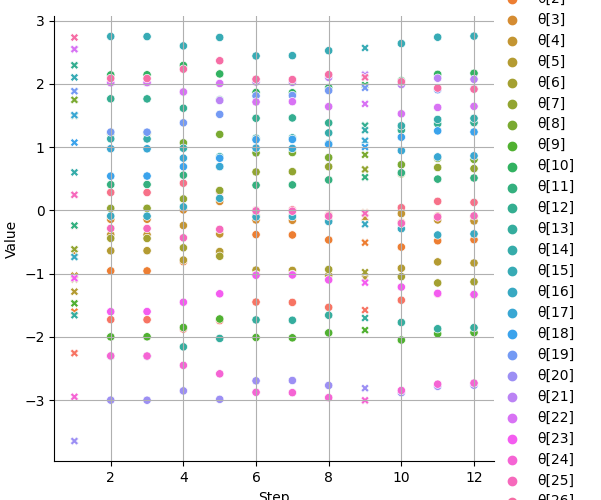 θ[2]
θ[3]
θ[4]
θ[5]
θ[6]
θ[7]
θ[8]
θ[9]
θ[10]
θ[11]
θ[12]
θ[13]
θ[14]
θ[15]
θ[16]
θ[17]
θ[18]
θ[19]
θ[20]
θ[21]
θ[22]
θ[23]
θ[24]
θ[25]
θ[26]
3
2
1
0
−1
−2
−3
Value
2
4
6
8
10
12
Step